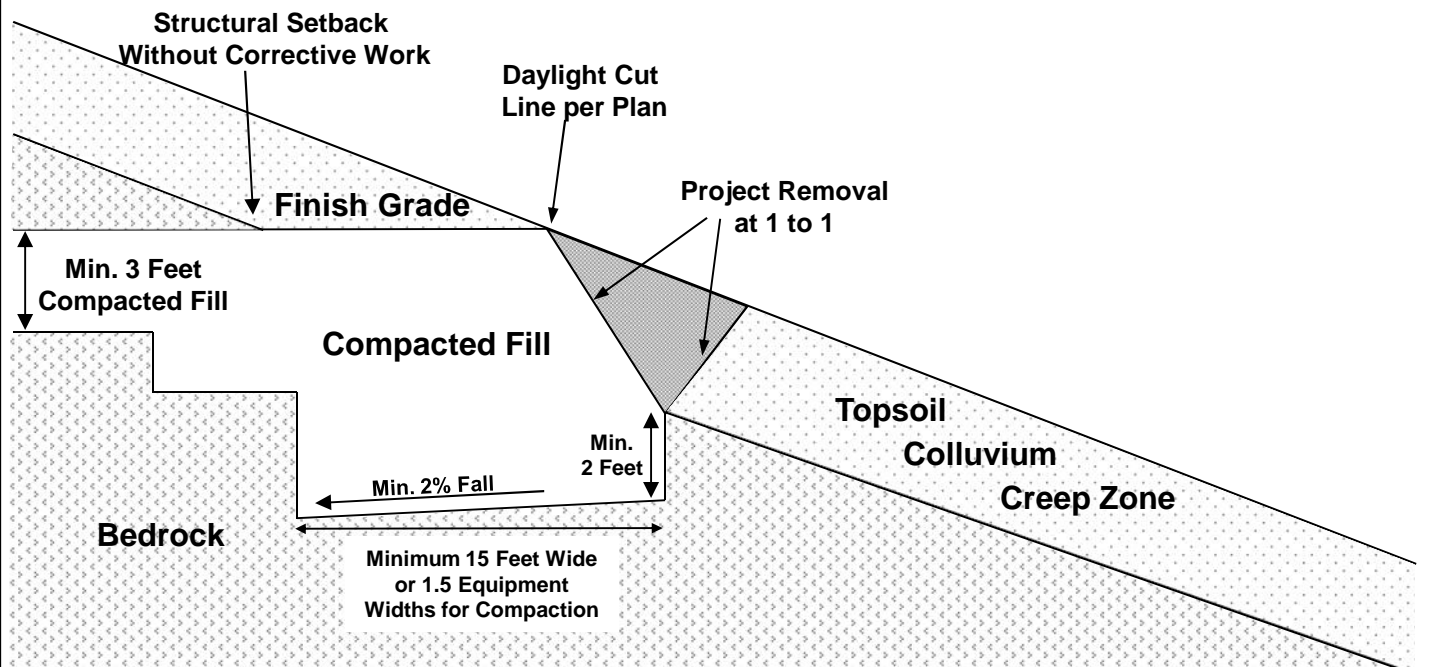 Structural Setback
Without Corrective Work
Daylight Cut
Line per Plan
Project Removal
at 1 to 1
Finish Grade
Min. 3 Feet
Compacted Fill
Compacted Fill
Topsoil
Colluvium
Creep Zone
Min.
2 Feet
Min. 2% Fall
Bedrock
Minimum 15 Feet Wide
or 1.5 Equipment
Widths for Compaction